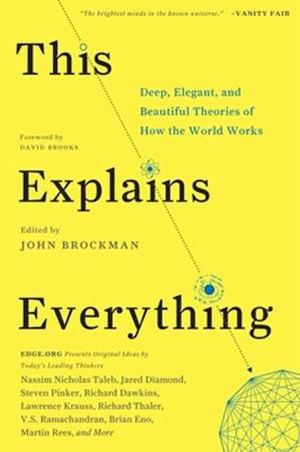 "The brightest minds in the known universe." —VANITY FAIR
This
Deep, Elegant, and
Beautiful Theories of
How the World Works
Foreword by
DAVID BROOKS
Explains
Edited by
JOHN BROCKMAN
Everything
EDGE.ORG Presents Original Ideas by
Today's Leading Thinkers
Nassim Nicholas Taleb, Jared Diamond,
Steven Pinker, Richard Dawkins,
Lawrence Krauss, Richard Thaler,
V.S. Ramachandran, Brian Eno,
Martin Rees, and More